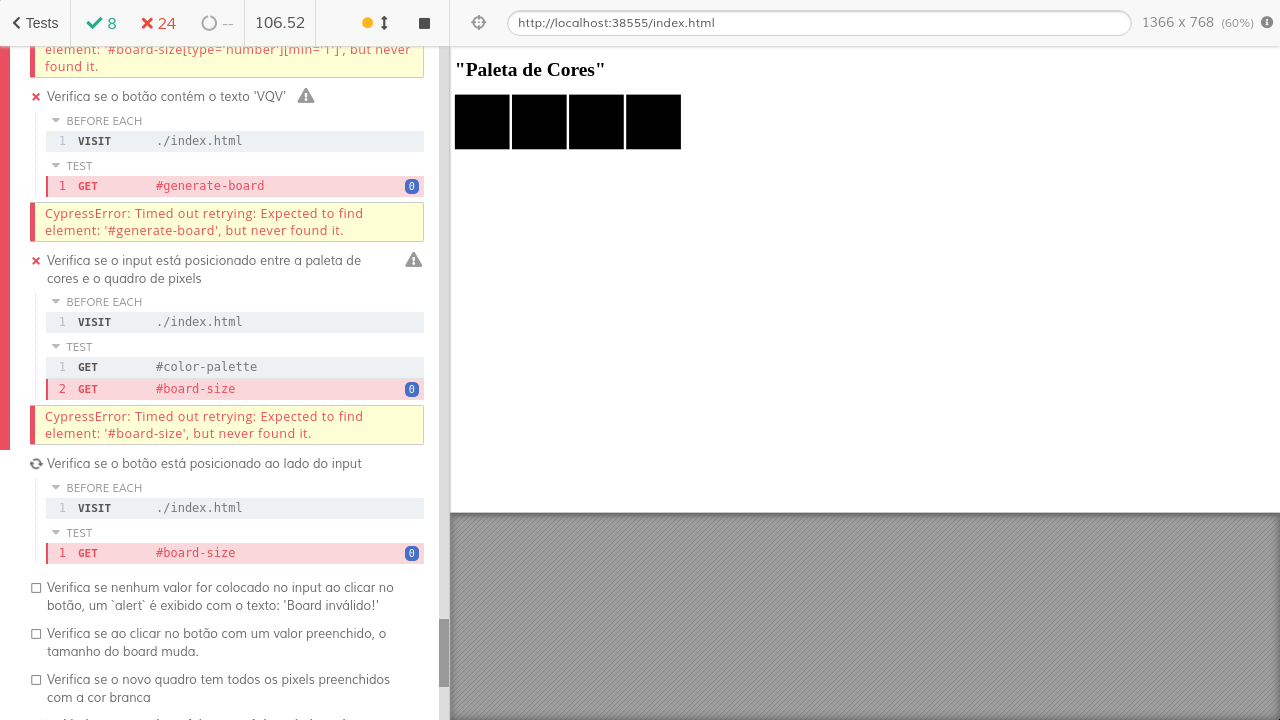 Tests
8
24
--
106.52
http://localhost:38555/index.html
1366 x 768 (60%)
element: '#board-size[type='number'][min='1']', but never
found it.
Verifica se o botão contém o texto 'VQV'
BEFORE EACH
1 VISIT ./index.html
TEST
1 GET #generate-board 0
CypressError: Timed out retrying: Expected to find
element: '#generate-board', but never found it.
Verifica se o input está posicionado entre a paleta de
cores e o quadro de pixels
BEFORE EACH
1 VISIT ./index.html
TEST
1 GET #color-palette
2 GET #board-size 0
CypressError: Timed out retrying: Expected to find
element: '#board-size', but never found it.
Verifica se o botão está posicionado ao lado do input
BEFORE EACH
1 VISIT ./index.html
TEST
1 GET #board-size 0
Verifica se nenhum valor for colocado no input ao clicar no
botão, um `alert` é exibido com o texto: 'Board inválido!'
Verifica se ao clicar no botão com um valor preenchido, o
tamanho do board muda.
Verifica se o novo quadro tem todos os pixels preenchidos
com a cor branca
"Paleta de Cores"